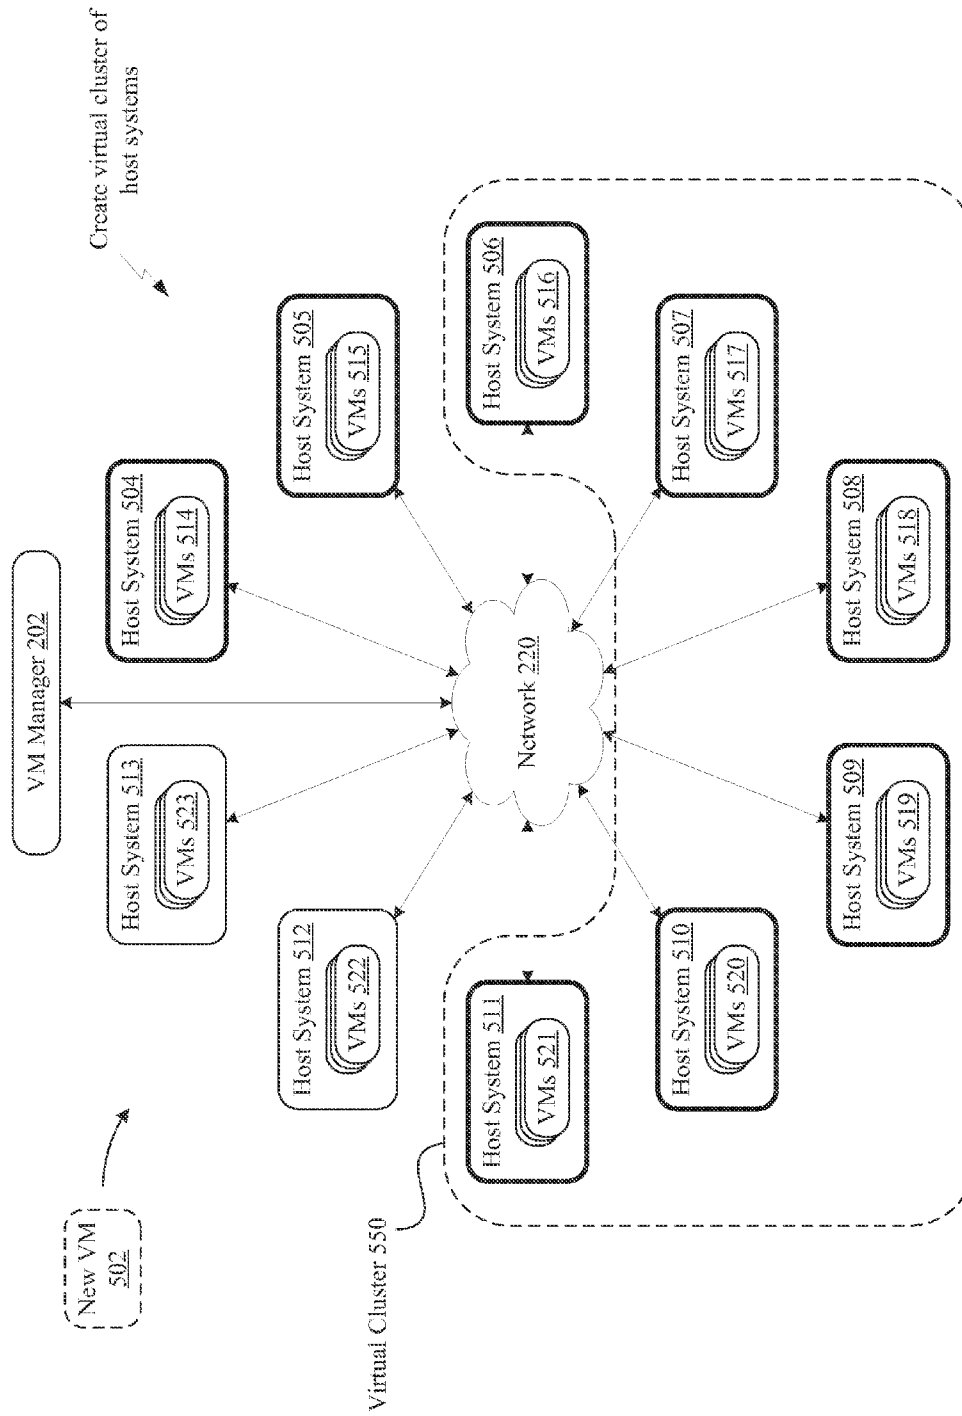 VM Manager 202
Create virtual cluster of
host systems
New VM
502
Host System 513
VMs 523
Host System 504
VMs 514
Host System 512
VMs 522
Host System 505
VMs 515
Network 220
Host System 511
VMs 521
Host System 506
VMs 516
Host System 510
VMs 520
Host System 507
VMs 517
Host System 509
VMs 519
Host System 508
VMs 518
Virtual Cluster 550